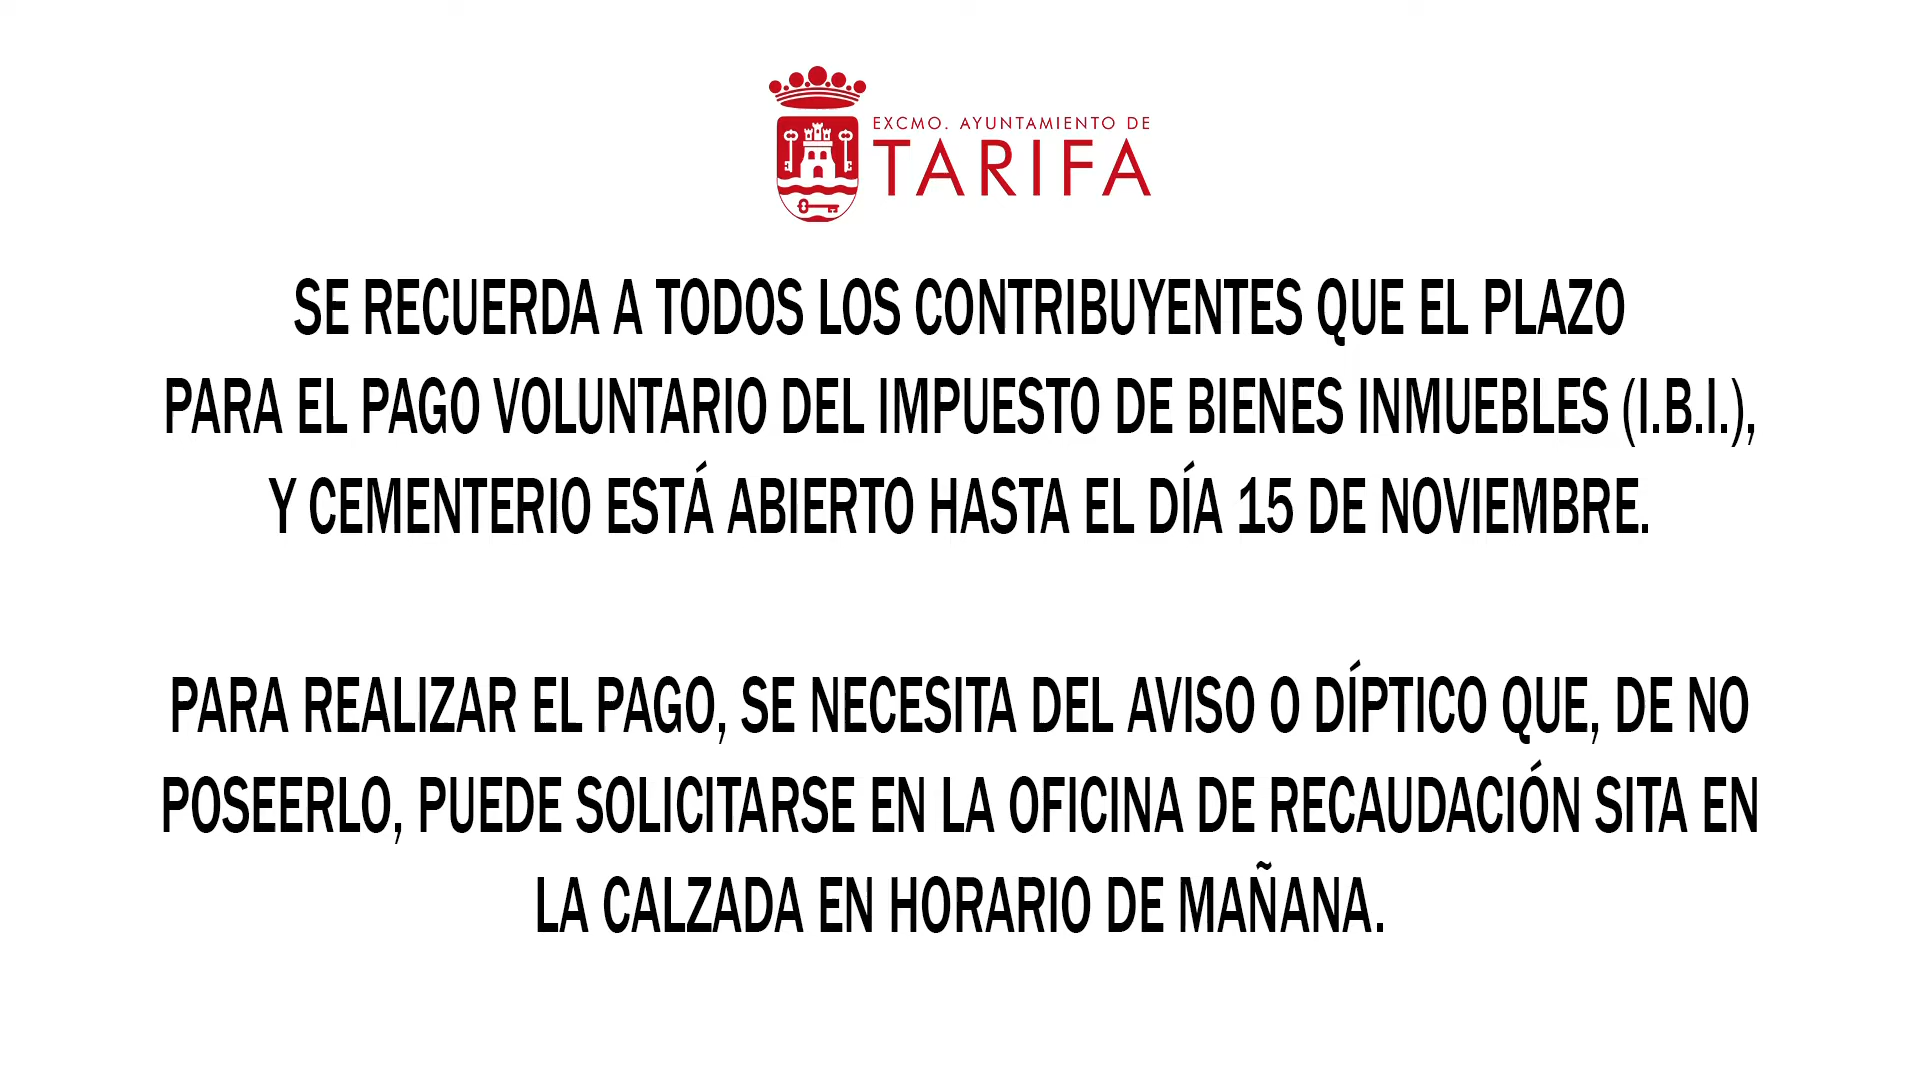 EXCMO. AYUNTAMIENTO DE
TARIFA
SE RECUERDA A TODOS LOS CONTRIBUYENTES QUE EL PLAZO
PARA EL PAGO VOLUNTARIO DEL IMPUESTO DE BIENES INMUEBLES (I.B.I.),
Y CEMENTERIO ESTÁ ABIERTO HASTA EL DÍA 15 DE NOVIEMBRE.
PARA REALIZAR EL PAGO, SE NECESITA DEL AVISO O DÍPTICO QUE, DE NO
POSEERLO, PUEDE SOLICITARSE EN LA OFICINA DE RECAUDACIÓN SITA EN
LA CALZADA EN HORARIO DE MAÑANA.